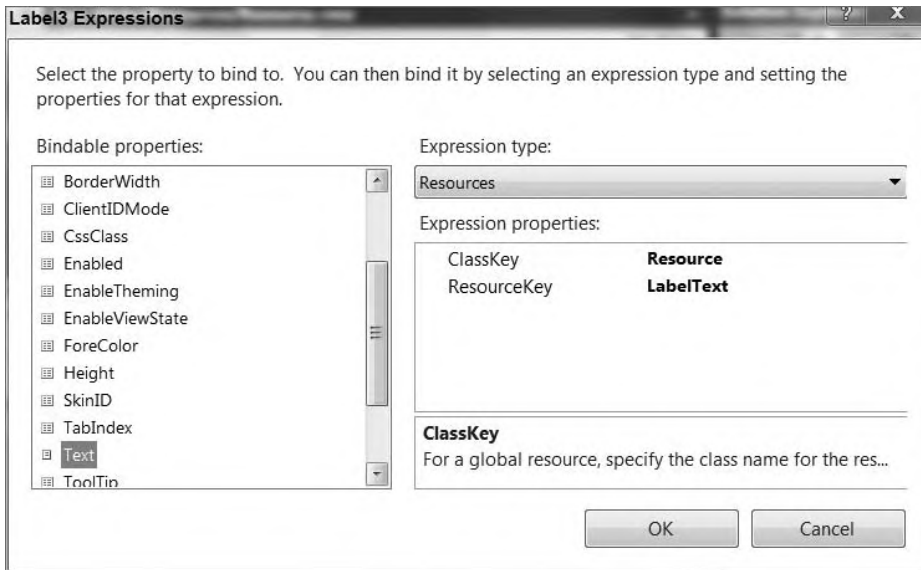 Label3 Expressions
? X
Select the property to bind to. You can then bind it by selecting an expression type and setting the
properties for that expression.
Bindable properties:
BorderWidth
ClientIDMode
CssClass
Enabled
EnableTheming
EnableViewState
ForeColor
Height
SkinID
TabIndex
Text
ToolTip
Expression type:
Resources
Expression properties:
ClassKey Resource
ResourceKey LabelText
ClassKey
For a global resource, specify the class name for the res...
OK Cancel